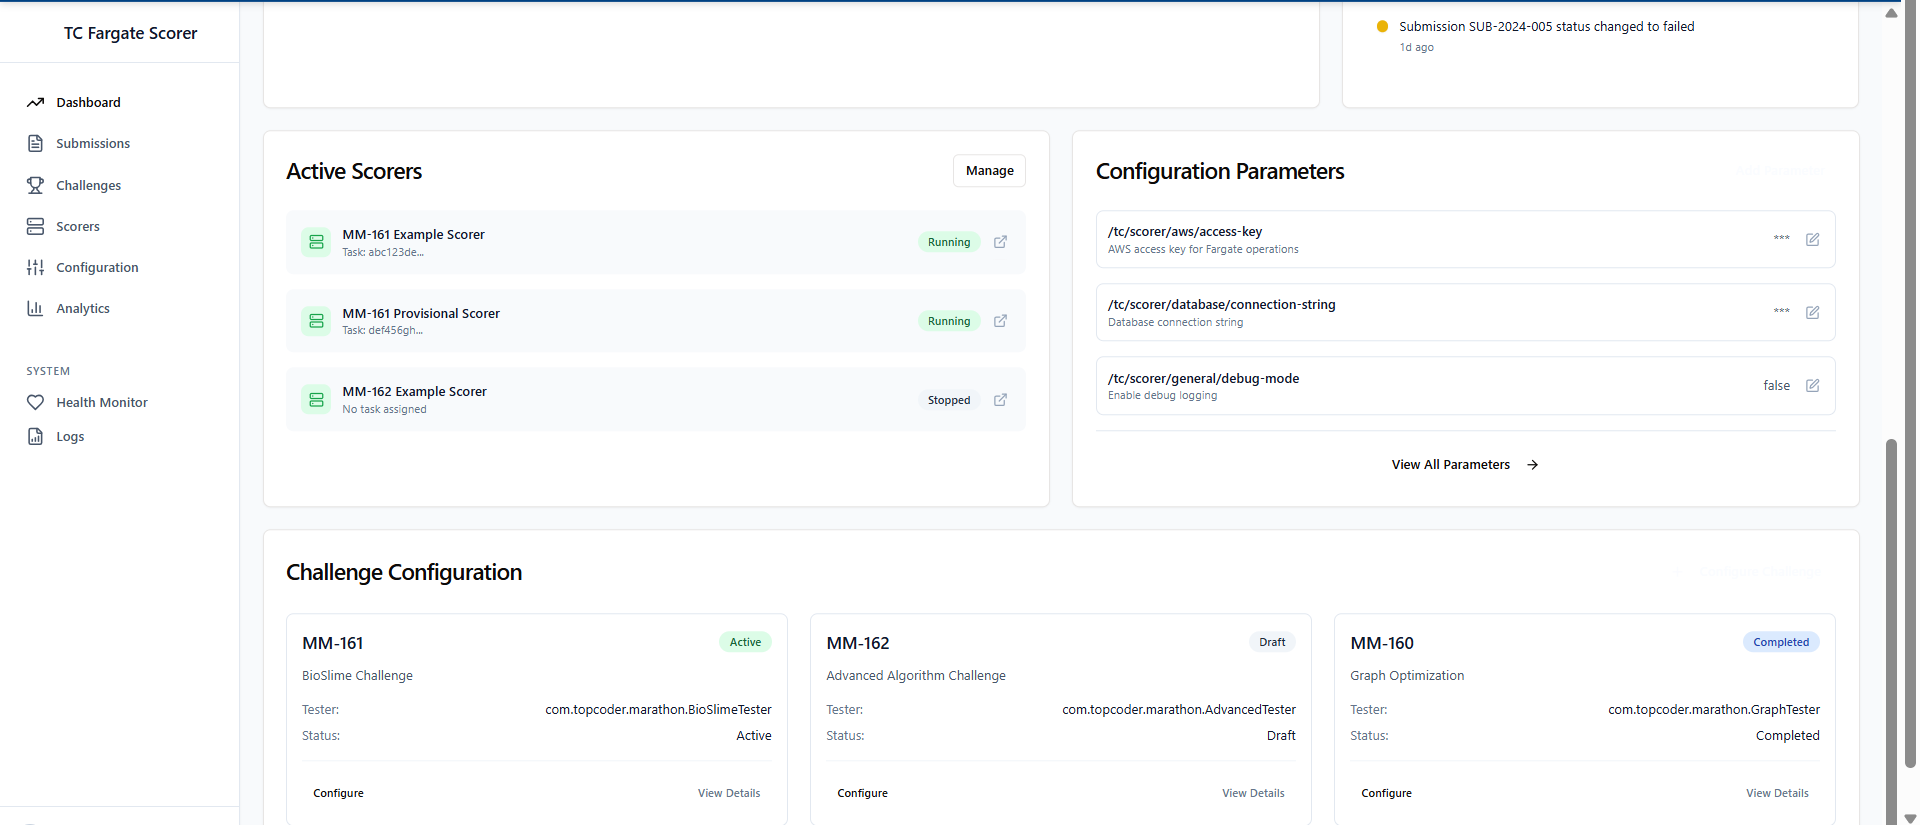 TC Fargate Scorer
Dashboard
Submissions
Challenges
Scorers
Configuration
Analytics
SYSTEM
Health Monitor
Logs
Submission SUB-2024-005 status changed to failed
1d ago
Active Scorers
Manage
MM-161 Example Scorer
Task: abc123de...
Running
MM-161 Provisional Scorer
Task: def456gh...
Running
MM-162 Example Scorer
No task assigned
Stopped
Configuration Parameters
/tc/scorer/aws/access-key
AWS access key for Fargate operations
***
/tc/scorer/database/connection-string
Database connection string
***
/tc/scorer/general/debug-mode
Enable debug logging
false
View All Parameters
Challenge Configuration
MM-161
Active
BioSlime Challenge
Tester: com.topcoder.marathon.BioSlimeTester
Status: Active
Configure View Details
MM-162
Draft
Advanced Algorithm Challenge
Tester: com.topcoder.marathon.AdvancedTester
Status: Draft
Configure View Details
MM-160
Completed
Graph Optimization
Tester: com.topcoder.marathon.GraphTester
Status: Completed
Configure View Details